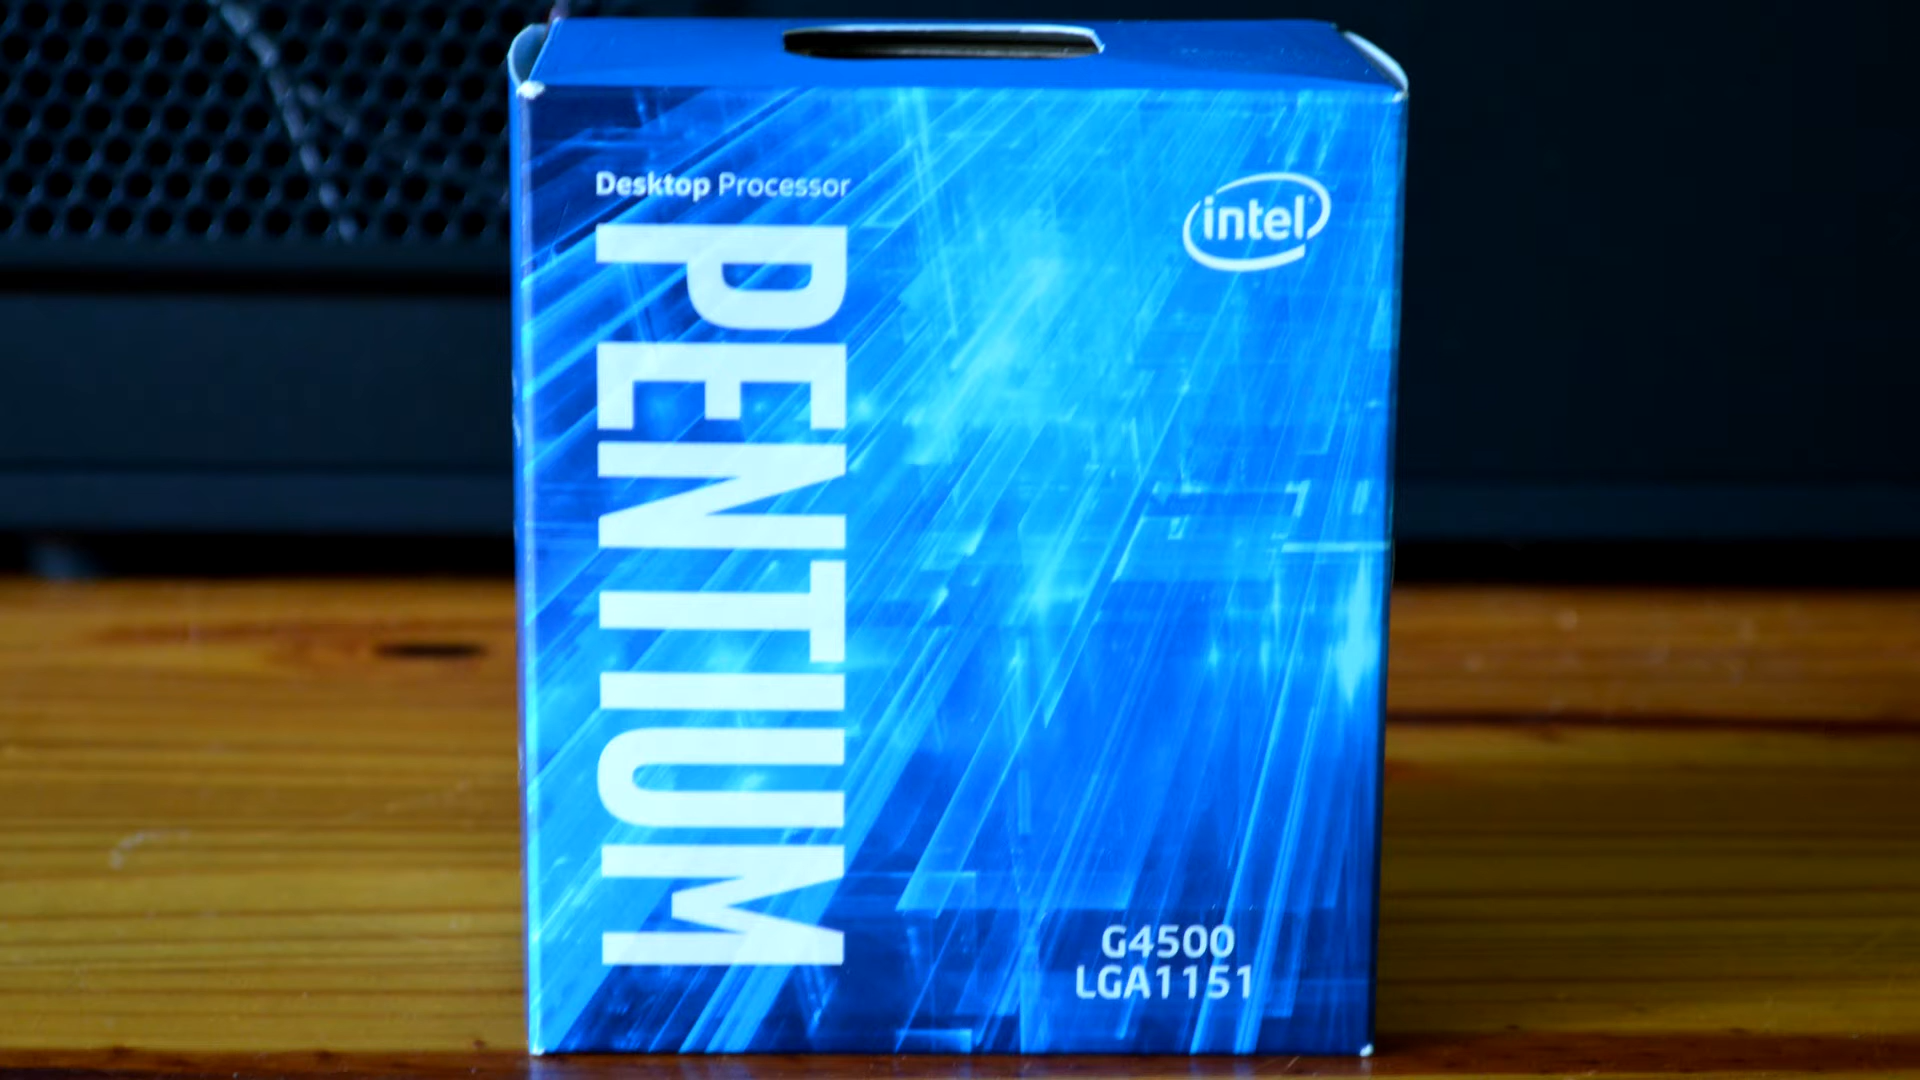 Desktop Processor
PENTIUM
intel
G4500
LGA1151